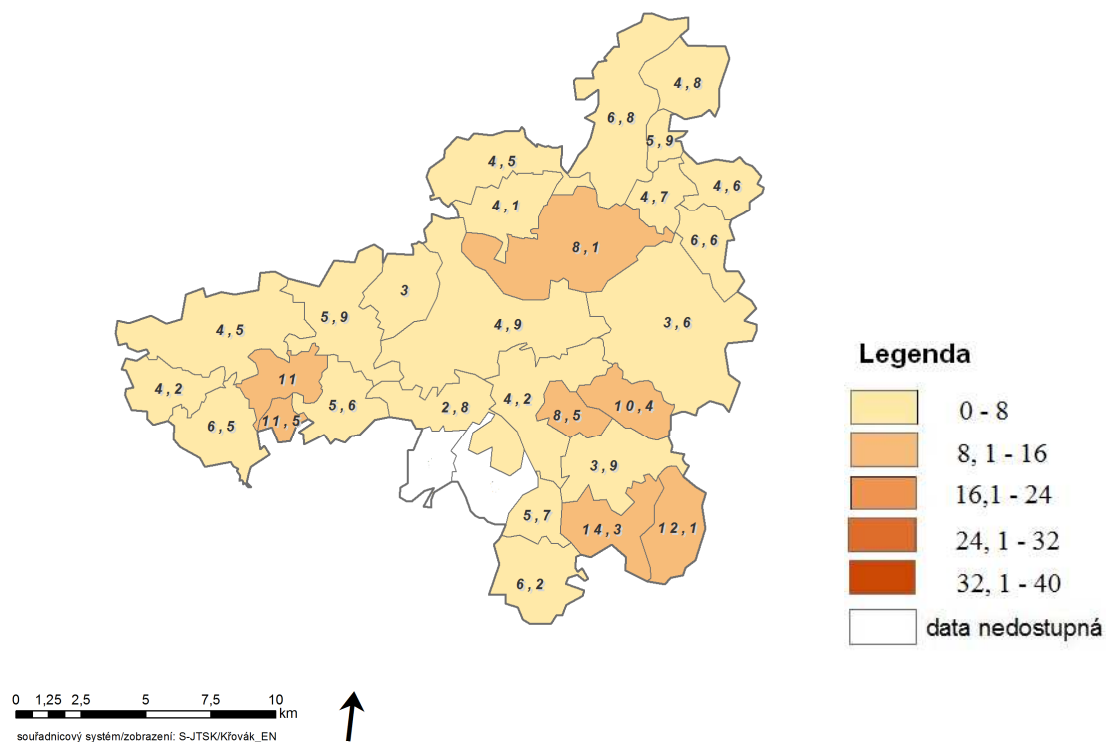 4,8
6,8
5,9
4,5
4,7
4,6
4,1
6,6
8,1
3
5,9
4,9
3,6
4,5
11
4,2
5,6
2,8
4,2
10,4
8,5
6,5
11,5
3,9
5,7
14,3
12,1
6,2
Legenda
0 - 8
8, 1 - 16
16,1 - 24
24, 1 - 32
32, 1 - 40
data nedostupná
0 1,25 2,5 5 7,5 10
km
souřadnicový systém/zobrazení: S-JTSK/Křovák_EN